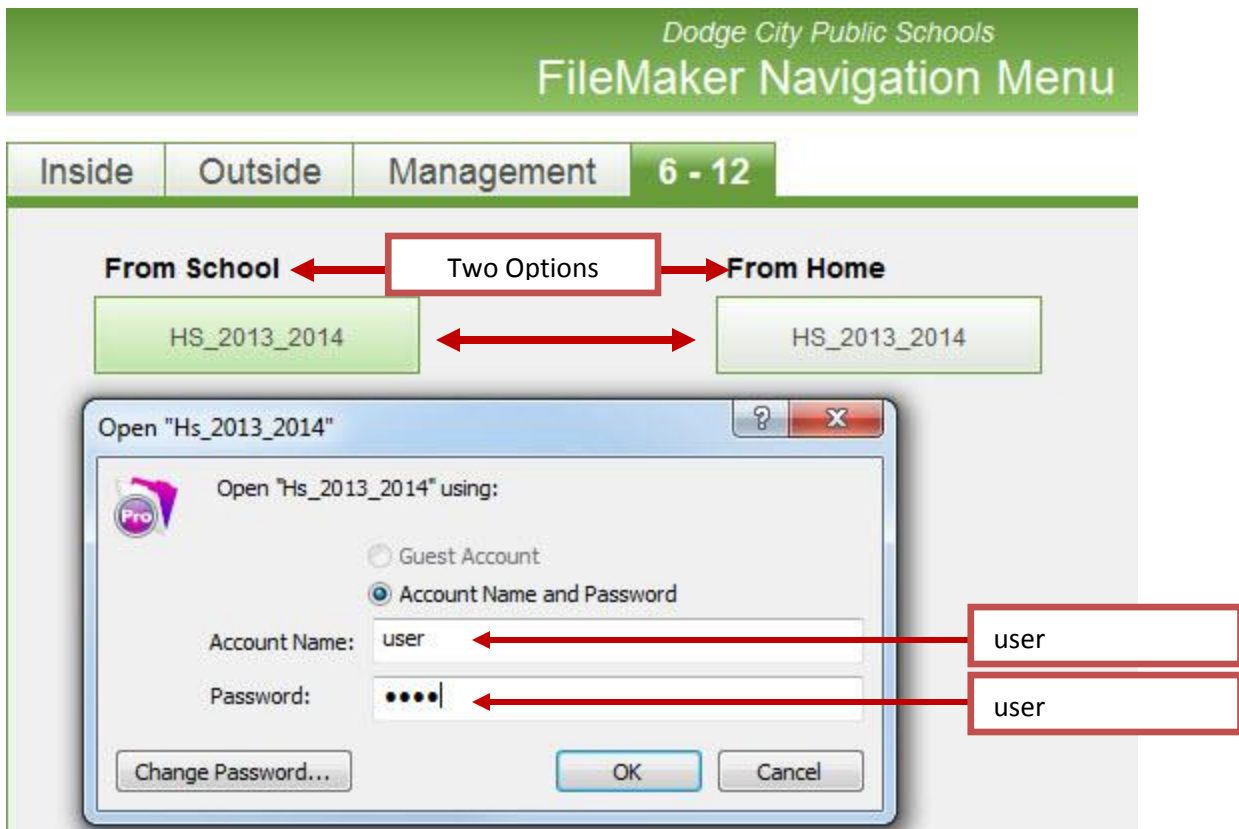 Dodge City Public Schools
FileMaker Navigation Menu
Inside Outside Management 6 - 12
From School Two Options From Home
HS_2013_2014 HS_2013_2014
Open "Hs_2013_2014"
Open "Hs_2013_2014" using:
Pro
Guest Account
Account Name and Password
Account Name: user user
Password: •••• user
Change Password... OK Cancel